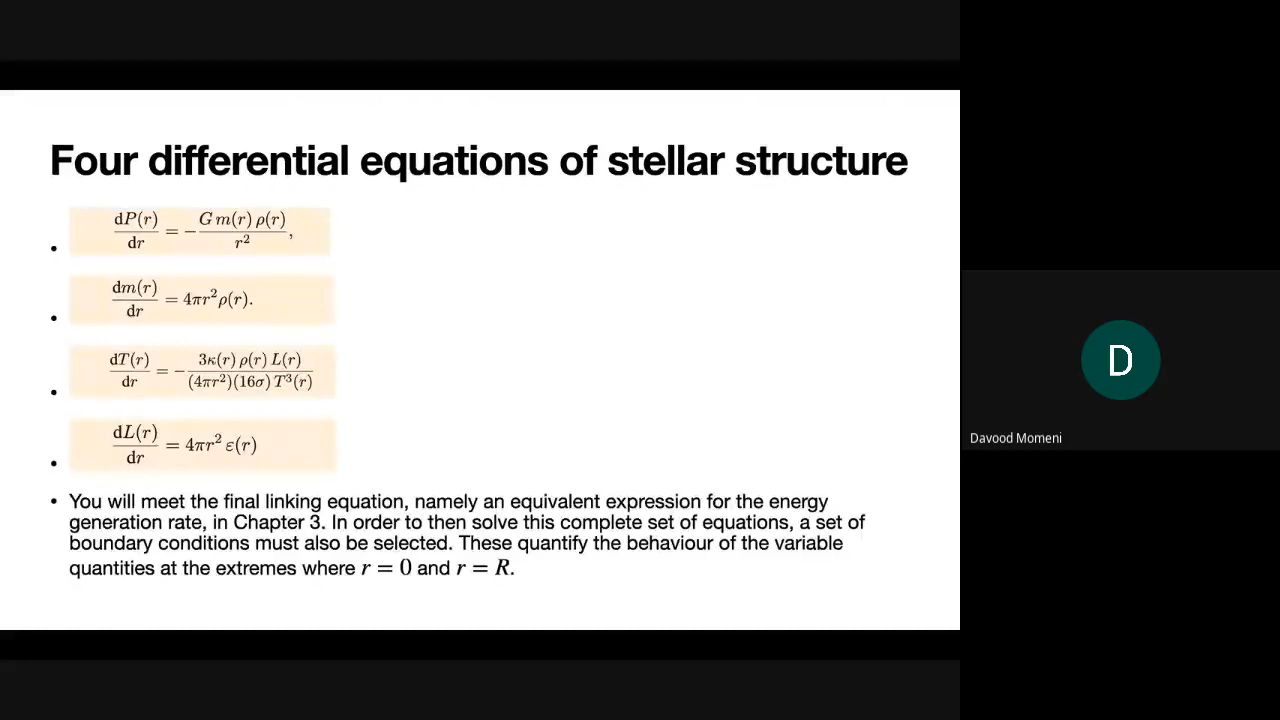 Four differential equations of stellar structure
• dP(r)/dr = −G m(r) ρ(r)/r²,
• dm(r)/dr = 4πr²ρ(r).
• dT(r)/dr = −3κ(r) ρ(r) L(r)/(4πr²)(16σ) T³(r)
• dL(r)/dr = 4πr² ε(r)
• You will meet the final linking equation, namely an equivalent expression for the energy
generation rate, in Chapter 3. In order to then solve this complete set of equations, a set of
boundary conditions must also be selected. These quantify the behaviour of the variable
quantities at the extremes where r = 0 and r = R.
D
Davood Momeni